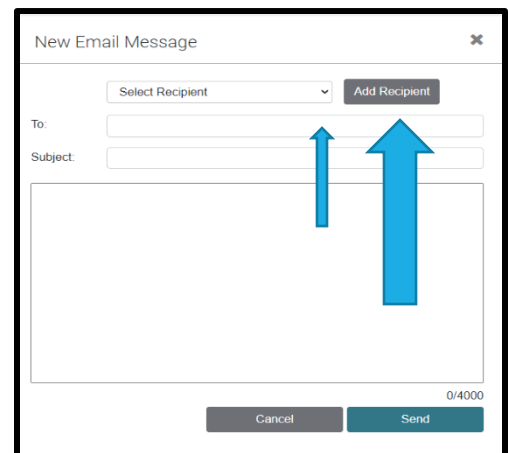 New Email Message ✖
Select Recipient Add Recipient
To:
Subject:
0/4000
Cancel Send